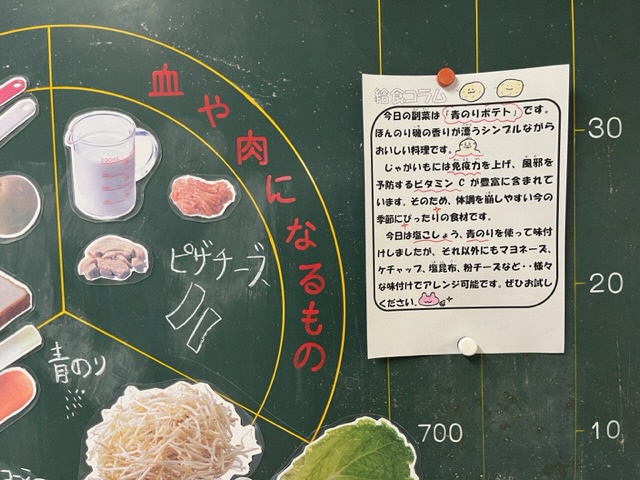 血や肉になるもの
ピザチーズ
青のり
給食コラム
今日の副菜は「青のりポテト」です。
ほんのり磯の香りが漂うシンプルながら
おいしい料理です。
じゃがいもには免疫力を上げ、風邪を
予防するビタミンCが豊富に含まれて
います。そのため、体調を崩しやすい今の
季節にぴったりの食材です。
今日は塩こしょう、青のりを使って味付
けしましたが、それ以外にもマヨネーズ、
ケチャップ、塩昆布、粉チーズなど・・様々
な味付けでアレンジ可能です。ぜひお試し
ください。
30
20
10
700